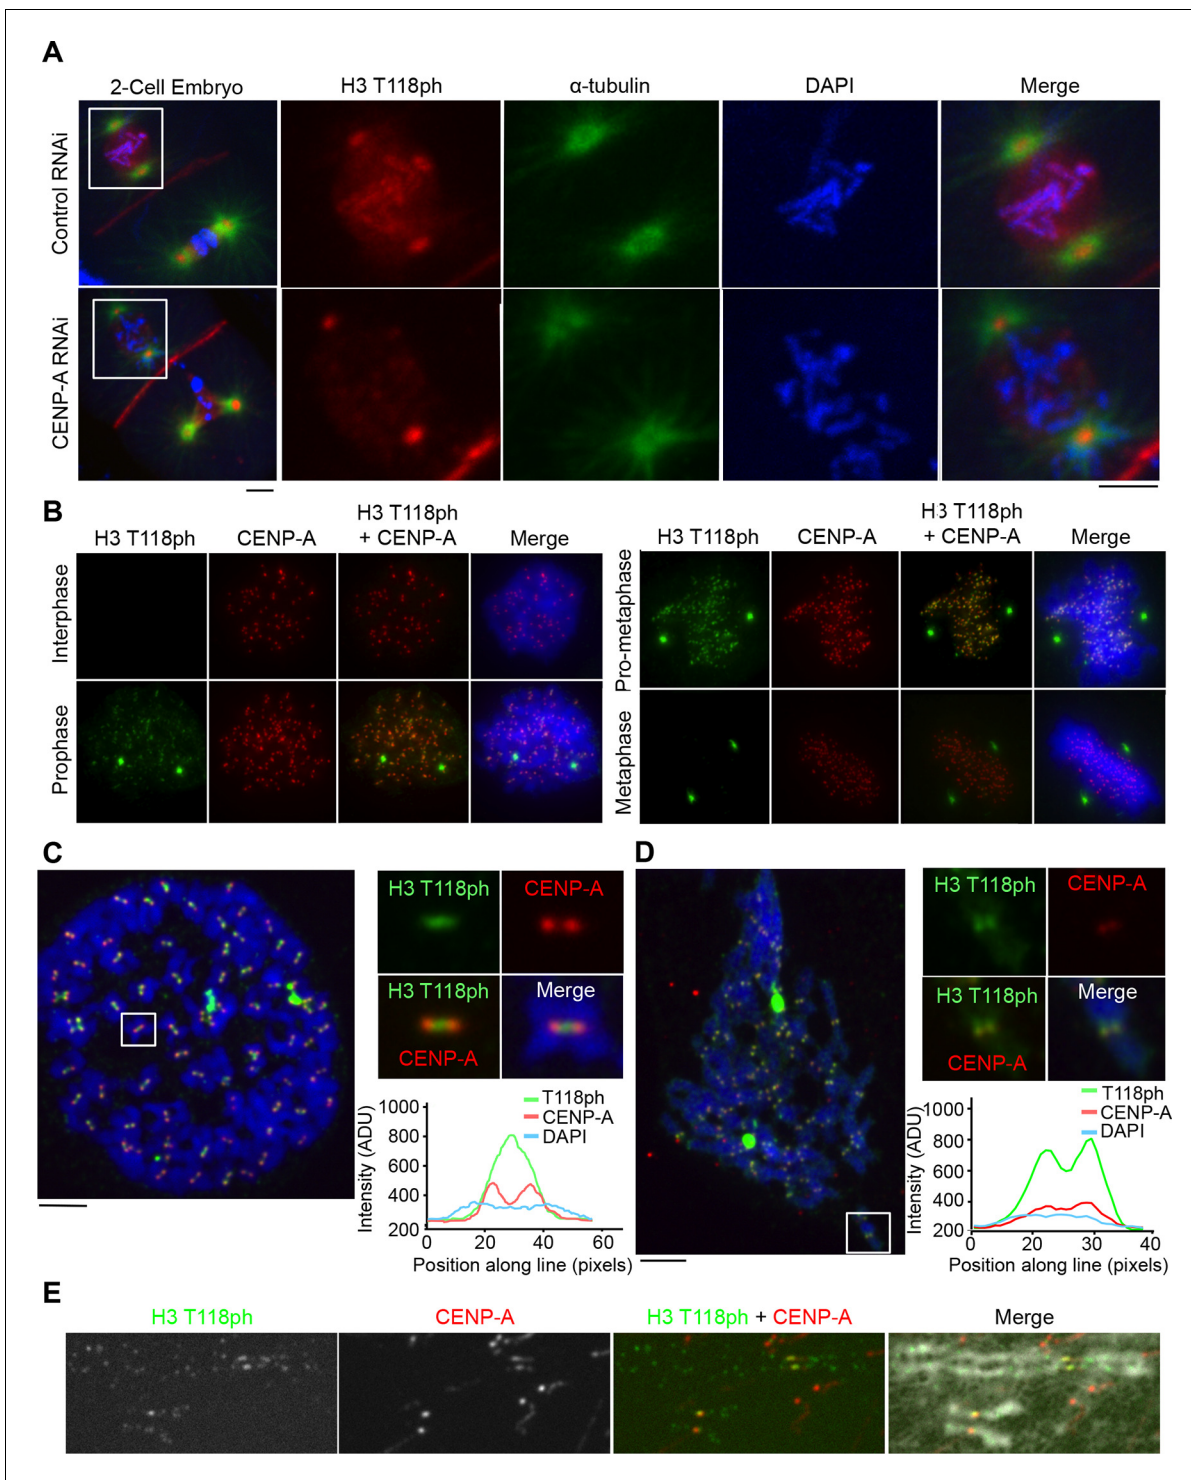 A
2-Cell Embryo
H3 T118ph
α-tubulin
DAPI
Merge
Control RNAi
CENP-A RNAi
B
H3 T118ph
CENP-A
H3 T118ph
+ CENP-A
Merge
Interphase
Prophase
H3 T118ph
CENP-A
H3 T118ph
+ CENP-A
Merge
Pro-metaphase
Metaphase
C
H3 T118ph
CENP-A
H3 T118ph
CENP-A
Merge
T118ph
CENP-A
DAPI
Intensity (ADU)
1000
800
600
400
200
0
20
40
60
Position along line (pixels)
D
H3 T118ph
CENP-A
H3 T118ph
CENP-A
Merge
T118ph
CENP-A
DAPI
Intensity (ADU)
1000
800
600
400
200
0
20
30
40
Position along line (pixels)
E
H3 T118ph
CENP-A
H3 T118ph + CENP-A
Merge